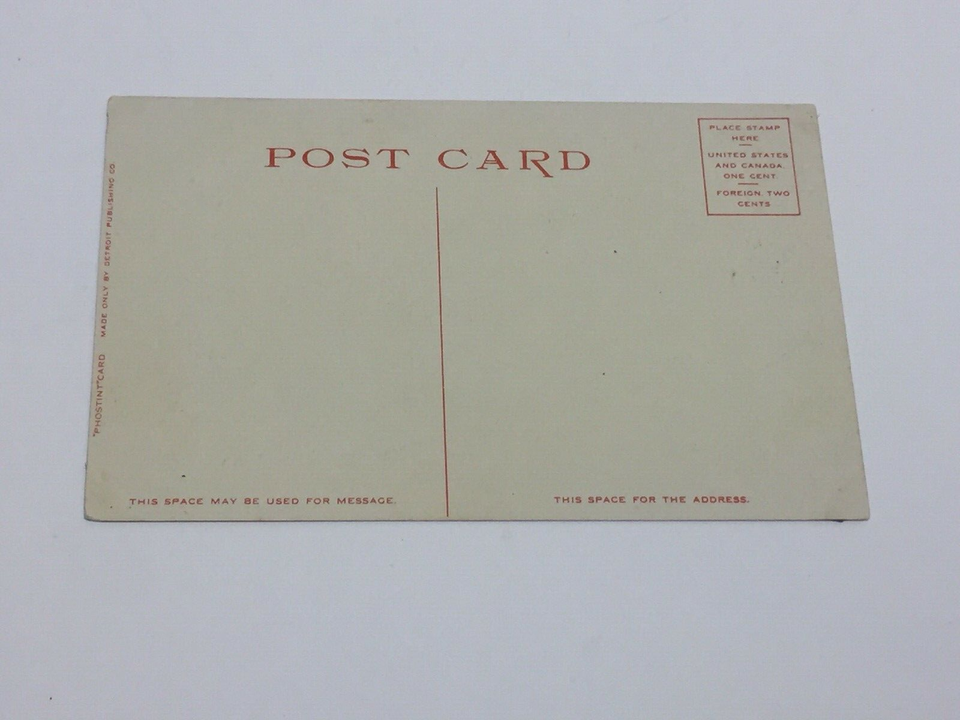 POST CARD
PLACE STAMP
HERE
UNITED STATES
AND CANADA
ONE CENT.
FOREIGN TWO
CENTS
"PHOSTINT" CARD MADE ONLY BY DETROIT PUBLISHING CO.
THIS SPACE MAY BE USED FOR MESSAGE.
THIS SPACE FOR THE ADDRESS.